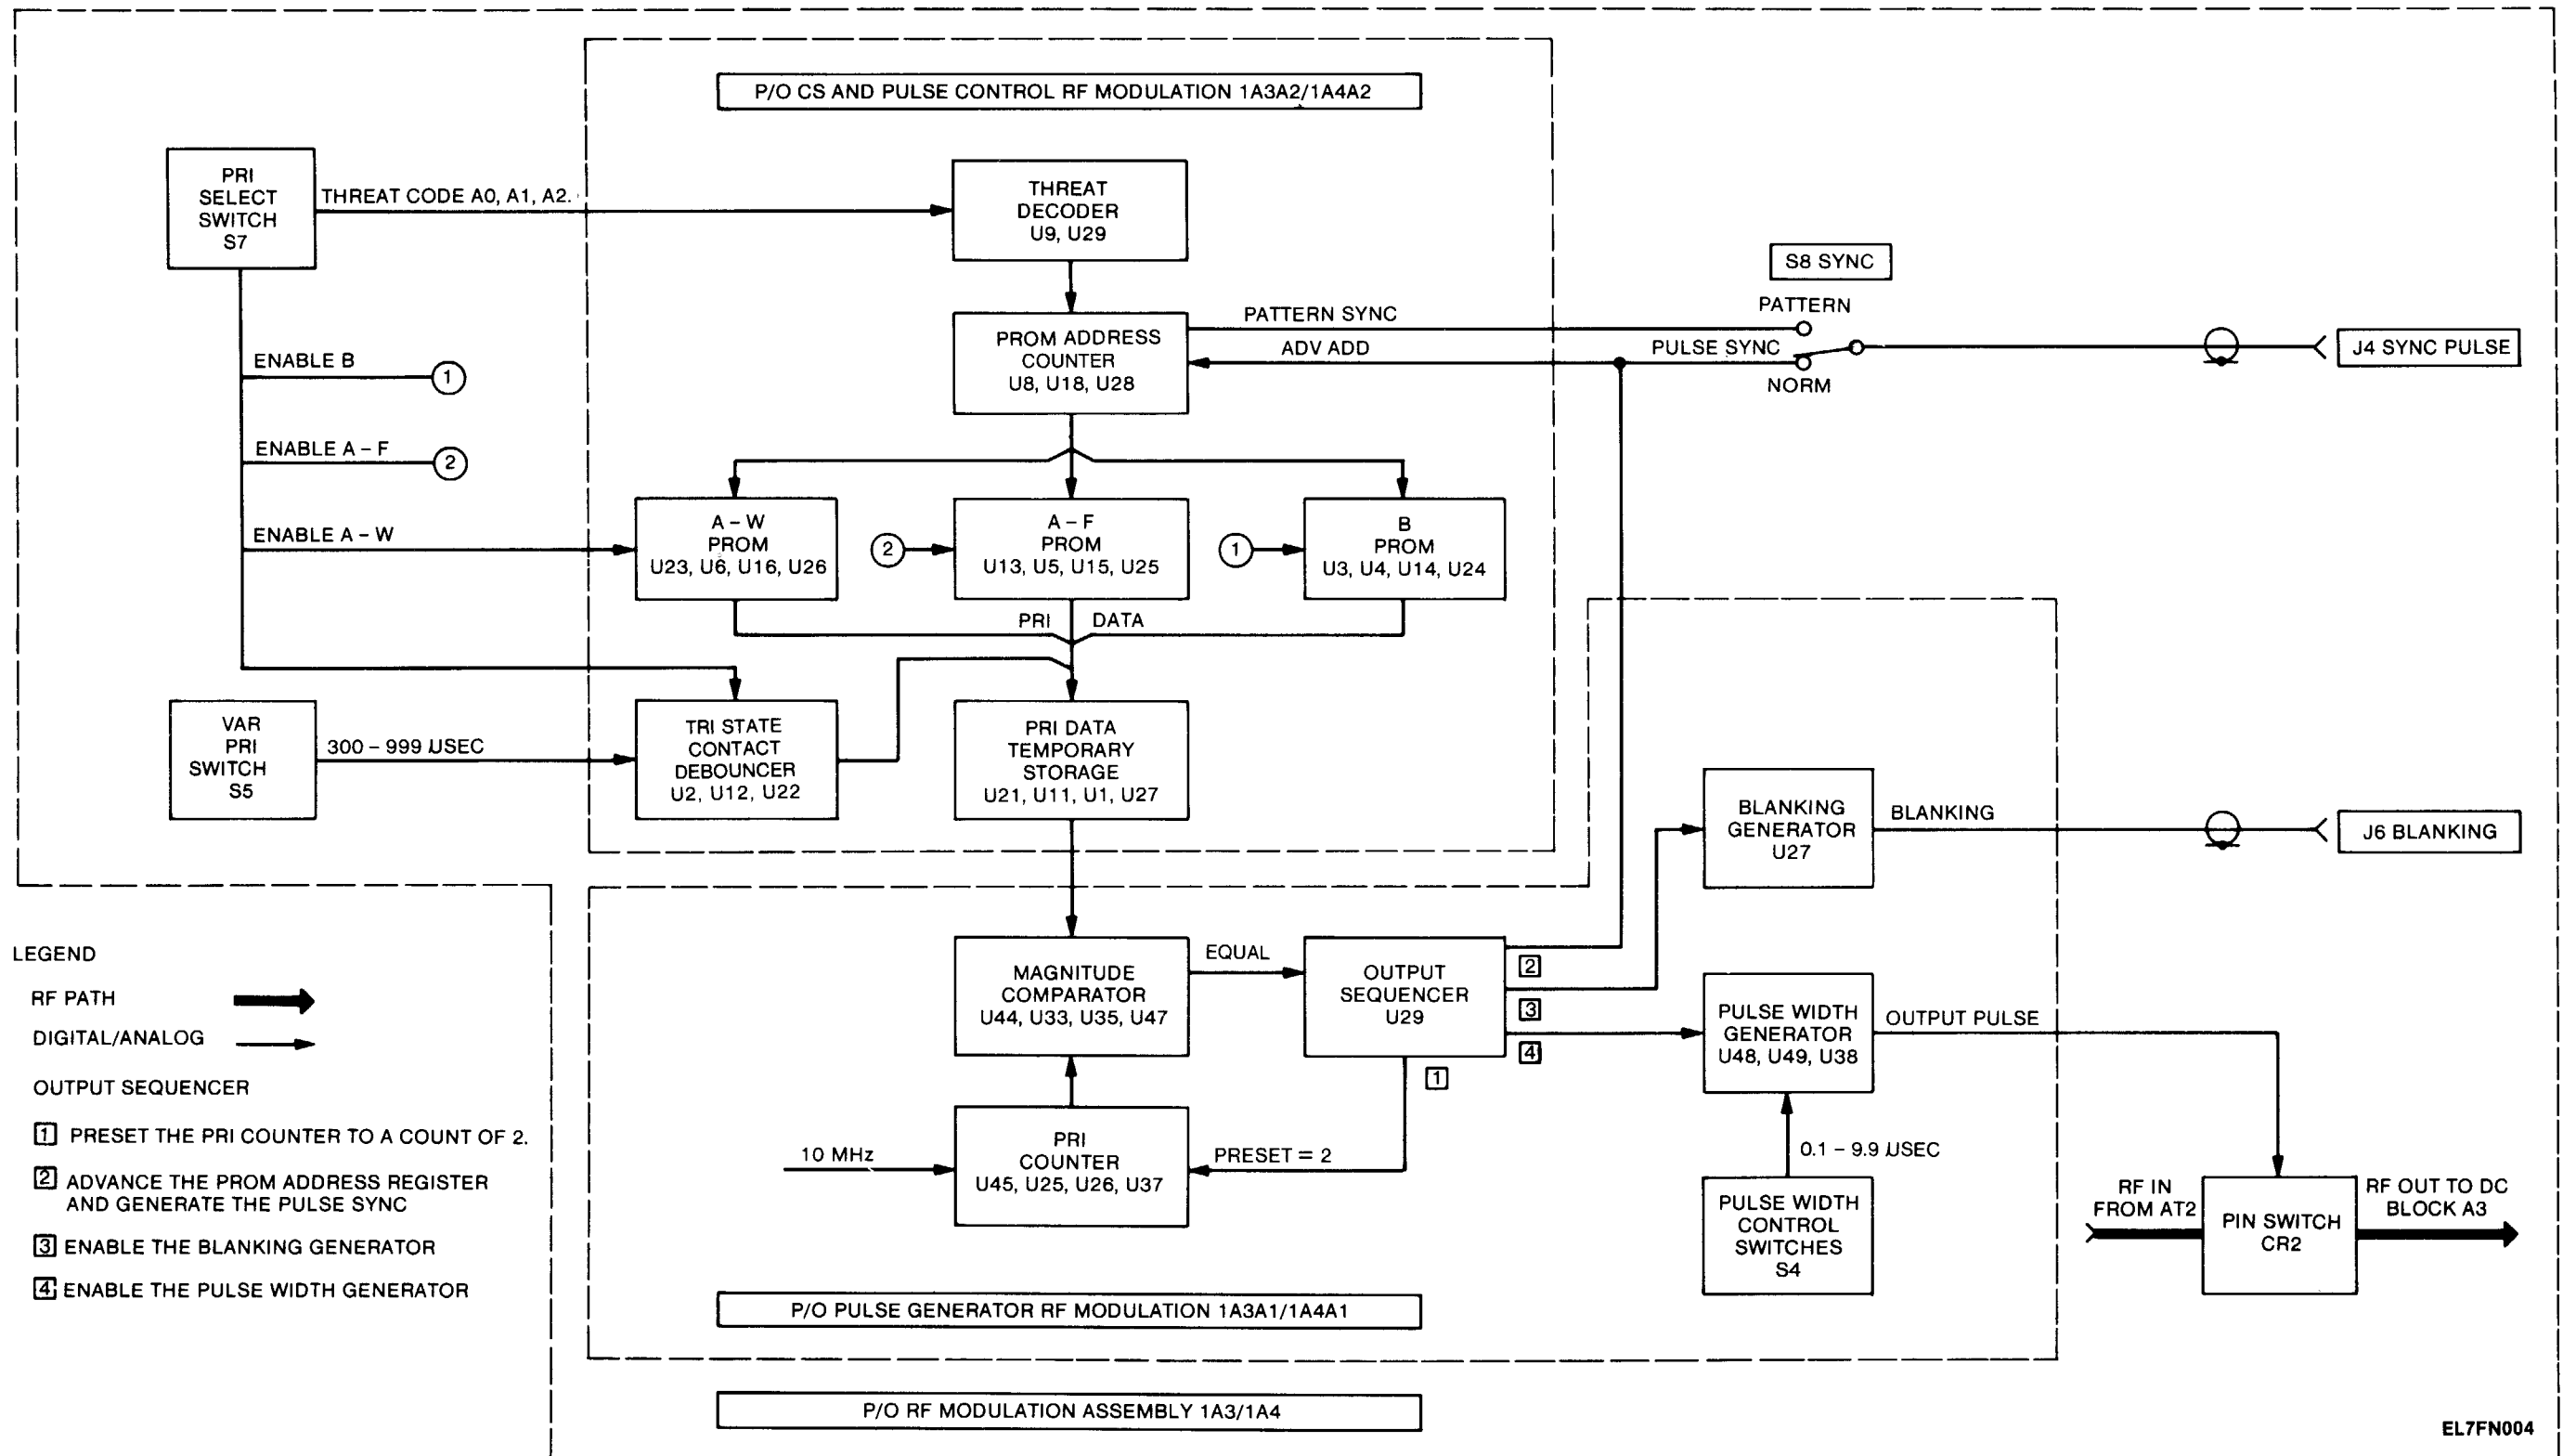 P/O CS AND PULSE CONTROL RF MODULATION 1A3A2/1A4A2
PRI
SELECT
SWITCH
S7
THREAT CODE A0, A1, A2.
THREAT
DECODER
U9, U29
S8 SYNC
PATTERN
PATTERN SYNC
PROM ADDRESS
COUNTER
U8, U18, U28
ADV ADD
PULSE SYNC
NORM
J4 SYNC PULSE
ENABLE B
1
ENABLE A – F
2
ENABLE A – W
A – W
PROM
U23, U6, U16, U26
2
A – F
PROM
U13, U5, U15, U25
1
B
PROM
U3, U4, U14, U24
PRI DATA
VAR
PRI
SWITCH
S5
300 – 999 µSEC
TRI STATE
CONTACT
DEBOUNCER
U2, U12, U22
PRI DATA
TEMPORARY
STORAGE
U21, U11, U1, U27
BLANKING
GENERATOR
U27
BLANKING
J6 BLANKING
MAGNITUDE
COMPARATOR
U44, U33, U35, U47
EQUAL
OUTPUT
SEQUENCER
U29
2
3
4
1
PULSE WIDTH
GENERATOR
U48, U49, U38
OUTPUT PULSE
10 MHz
PRI
COUNTER
U45, U25, U26, U37
PRESET = 2
0.1 – 9.9 µSEC
PULSE WIDTH
CONTROL
SWITCHES
S4
RF IN
FROM AT2
PIN SWITCH
CR2
RF OUT TO DC
BLOCK A3
LEGEND
RF PATH
DIGITAL/ANALOG
OUTPUT SEQUENCER
1 PRESET THE PRI COUNTER TO A COUNT OF 2.
2 ADVANCE THE PROM ADDRESS REGISTER
AND GENERATE THE PULSE SYNC
3 ENABLE THE BLANKING GENERATOR
4 ENABLE THE PULSE WIDTH GENERATOR
P/O PULSE GENERATOR RF MODULATION 1A3A1/1A4A1
P/O RF MODULATION ASSEMBLY 1A3/1A4
EL7FN004